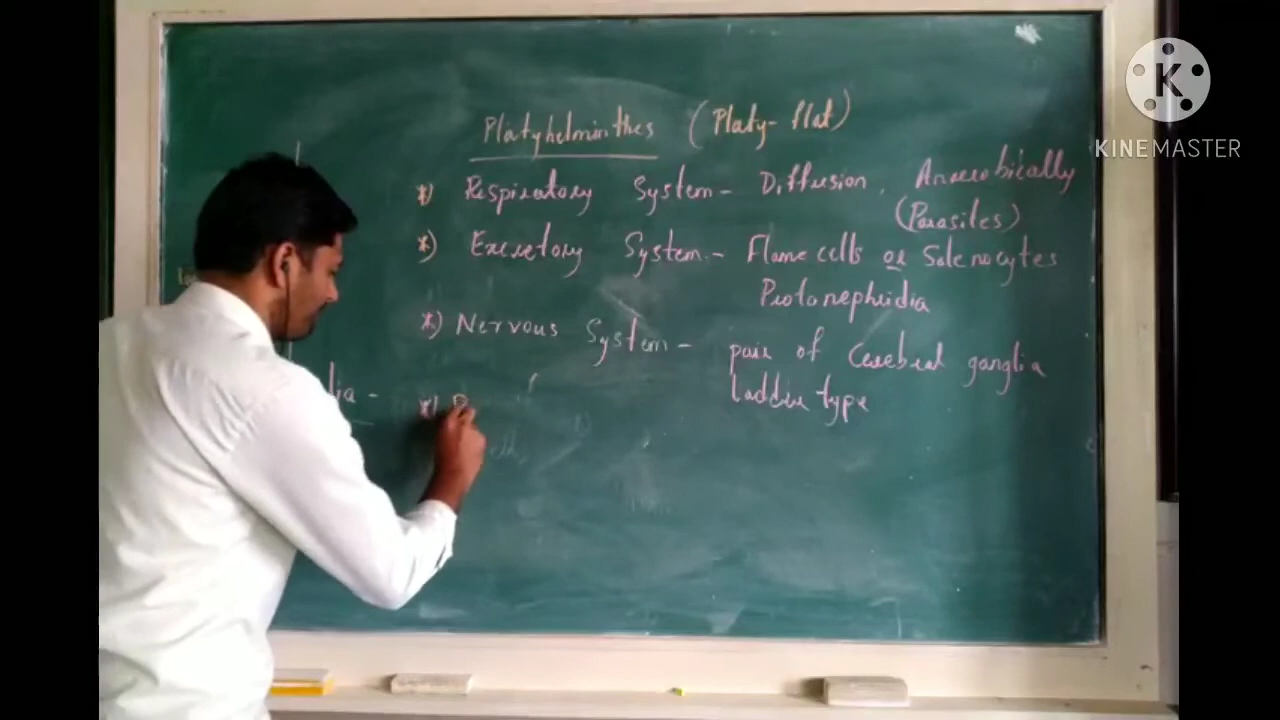 Platyhelminthes (Platy-flat)
*) Respiratory System - Diffusion, Anaerobically
(Parasites)
*) Excretory System - Flame cells or Solenocytes
Protonephridia
*) Nervous System - pair of Cerebral ganglia
ladder type
*) R
KINEMASTER